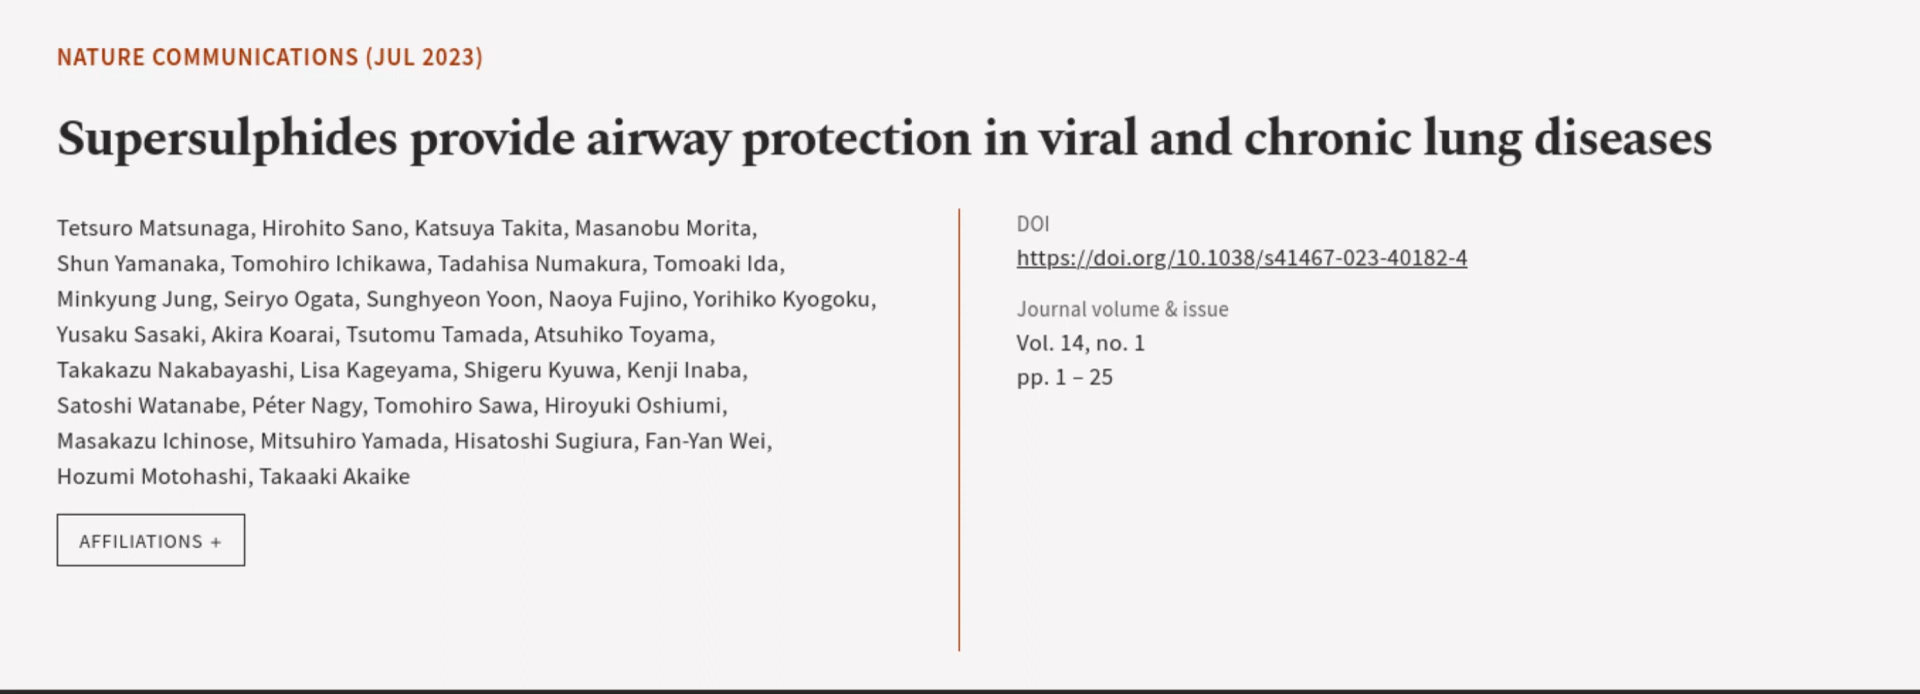 NATURE COMMUNICATIONS (JUL 2023)
Supersulphides provide airway protection in viral and chronic lung diseases
Tetsuro Matsunaga, Hirohito Sano, Katsuya Takita, Masanobu Morita,
Shun Yamanaka, Tomohiro Ichikawa, Tadahisa Numakura, Tomoaki Ida,
Minkyung Jung, Seiryo Ogata, Sunghyeon Yoon, Naoya Fujino, Yorihiko Kyogoku,
Yusaku Sasaki, Akira Koarai, Tsutomu Tamada, Atsuhiko Toyama,
Takakazu Nakabayashi, Lisa Kageyama, Shigeru Kyuwa, Kenji Inaba,
Satoshi Watanabe, Péter Nagy, Tomohiro Sawa, Hiroyuki Oshiumi,
Masakazu Ichinose, Mitsuhiro Yamada, Hisatoshi Sugiura, Fan-Yan Wei,
Hozumi Motohashi, Takaaki Akaike
AFFILIATIONS +
DOI
https://doi.org/10.1038/s41467-023-40182-4
Journal volume & issue
Vol. 14, no. 1
pp. 1 – 25